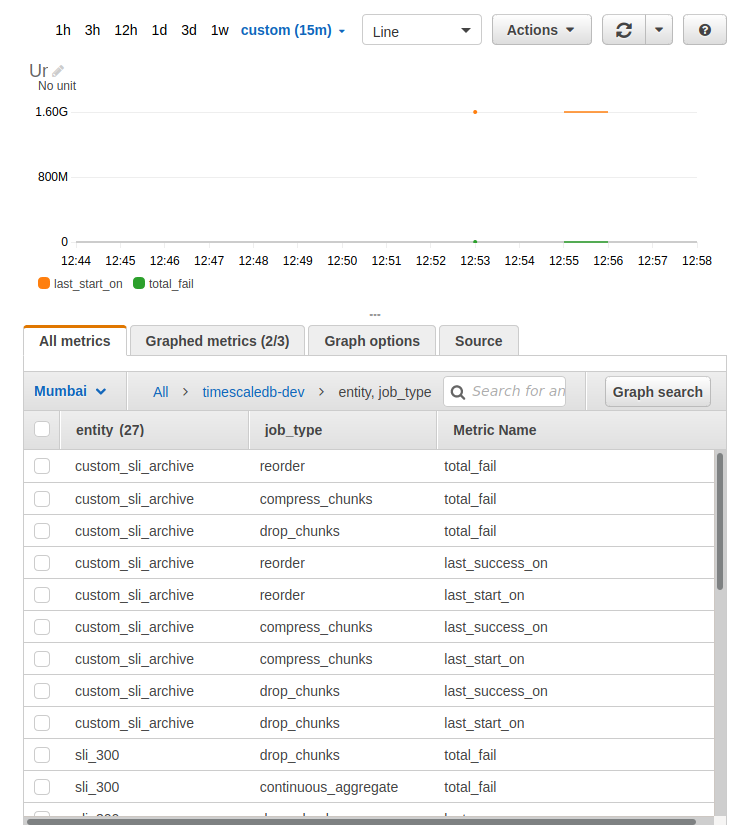 1h 3h 12h 1d 3d 1w custom (15m) Line Actions
Ur
No unit
1.60G
800M
0
12:44 12:45 12:46 12:47 12:48 12:49 12:50 12:51 12:52 12:53 12:54 12:55 12:56 12:57 12:58
last_start_on total_fail
All metrics Graphed metrics (2/3) Graph options Source
Mumbai All > timescaledb-dev > entity, job_type Search for an Graph search
entity (27) job_type Metric Name
custom_sli_archive reorder total_fail
custom_sli_archive compress_chunks total_fail
custom_sli_archive drop_chunks total_fail
custom_sli_archive reorder last_success_on
custom_sli_archive reorder last_start_on
custom_sli_archive compress_chunks last_success_on
custom_sli_archive compress_chunks last_start_on
custom_sli_archive drop_chunks last_success_on
custom_sli_archive drop_chunks last_start_on
sli_300 drop_chunks total_fail
sli_300 continuous_aggregate total_fail